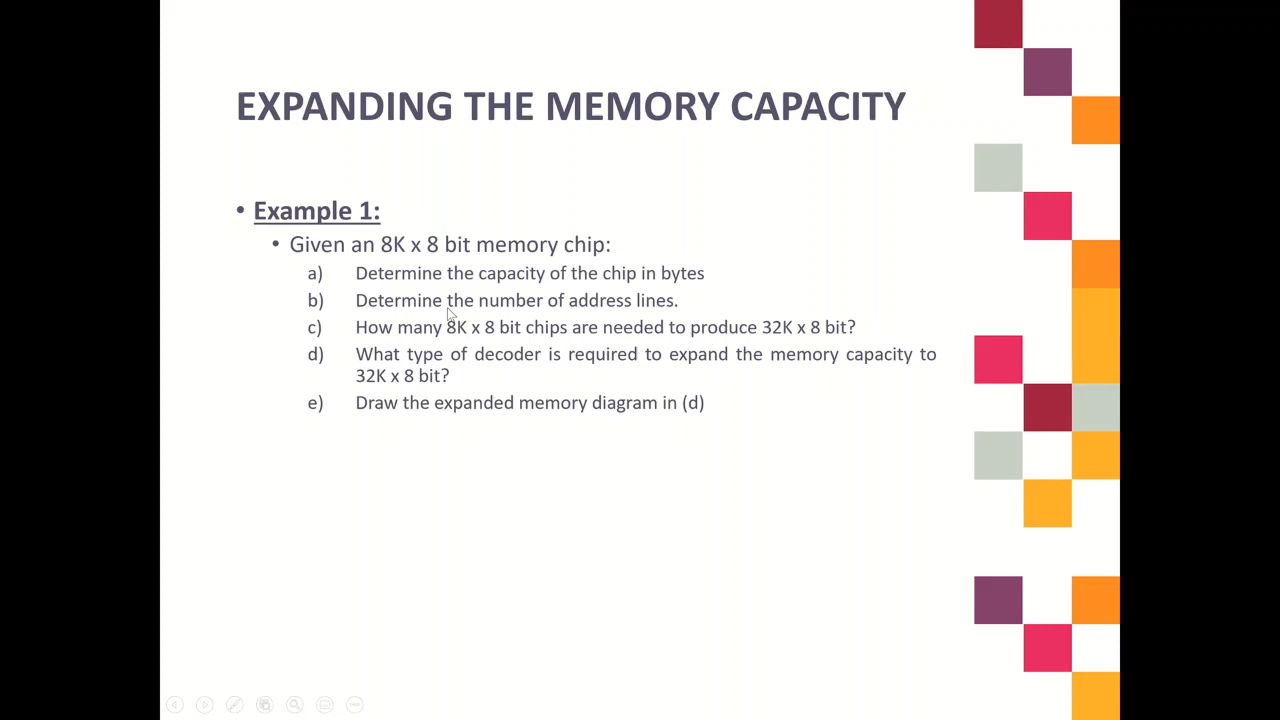 EXPANDING THE MEMORY CAPACITY
• Example 1:
• Given an 8K x 8 bit memory chip:
a) Determine the capacity of the chip in bytes
b) Determine the number of address lines.
c) How many 8K x 8 bit chips are needed to produce 32K x 8 bit?
d) What type of decoder is required to expand the memory capacity to
32K x 8 bit?
e) Draw the expanded memory diagram in (d)